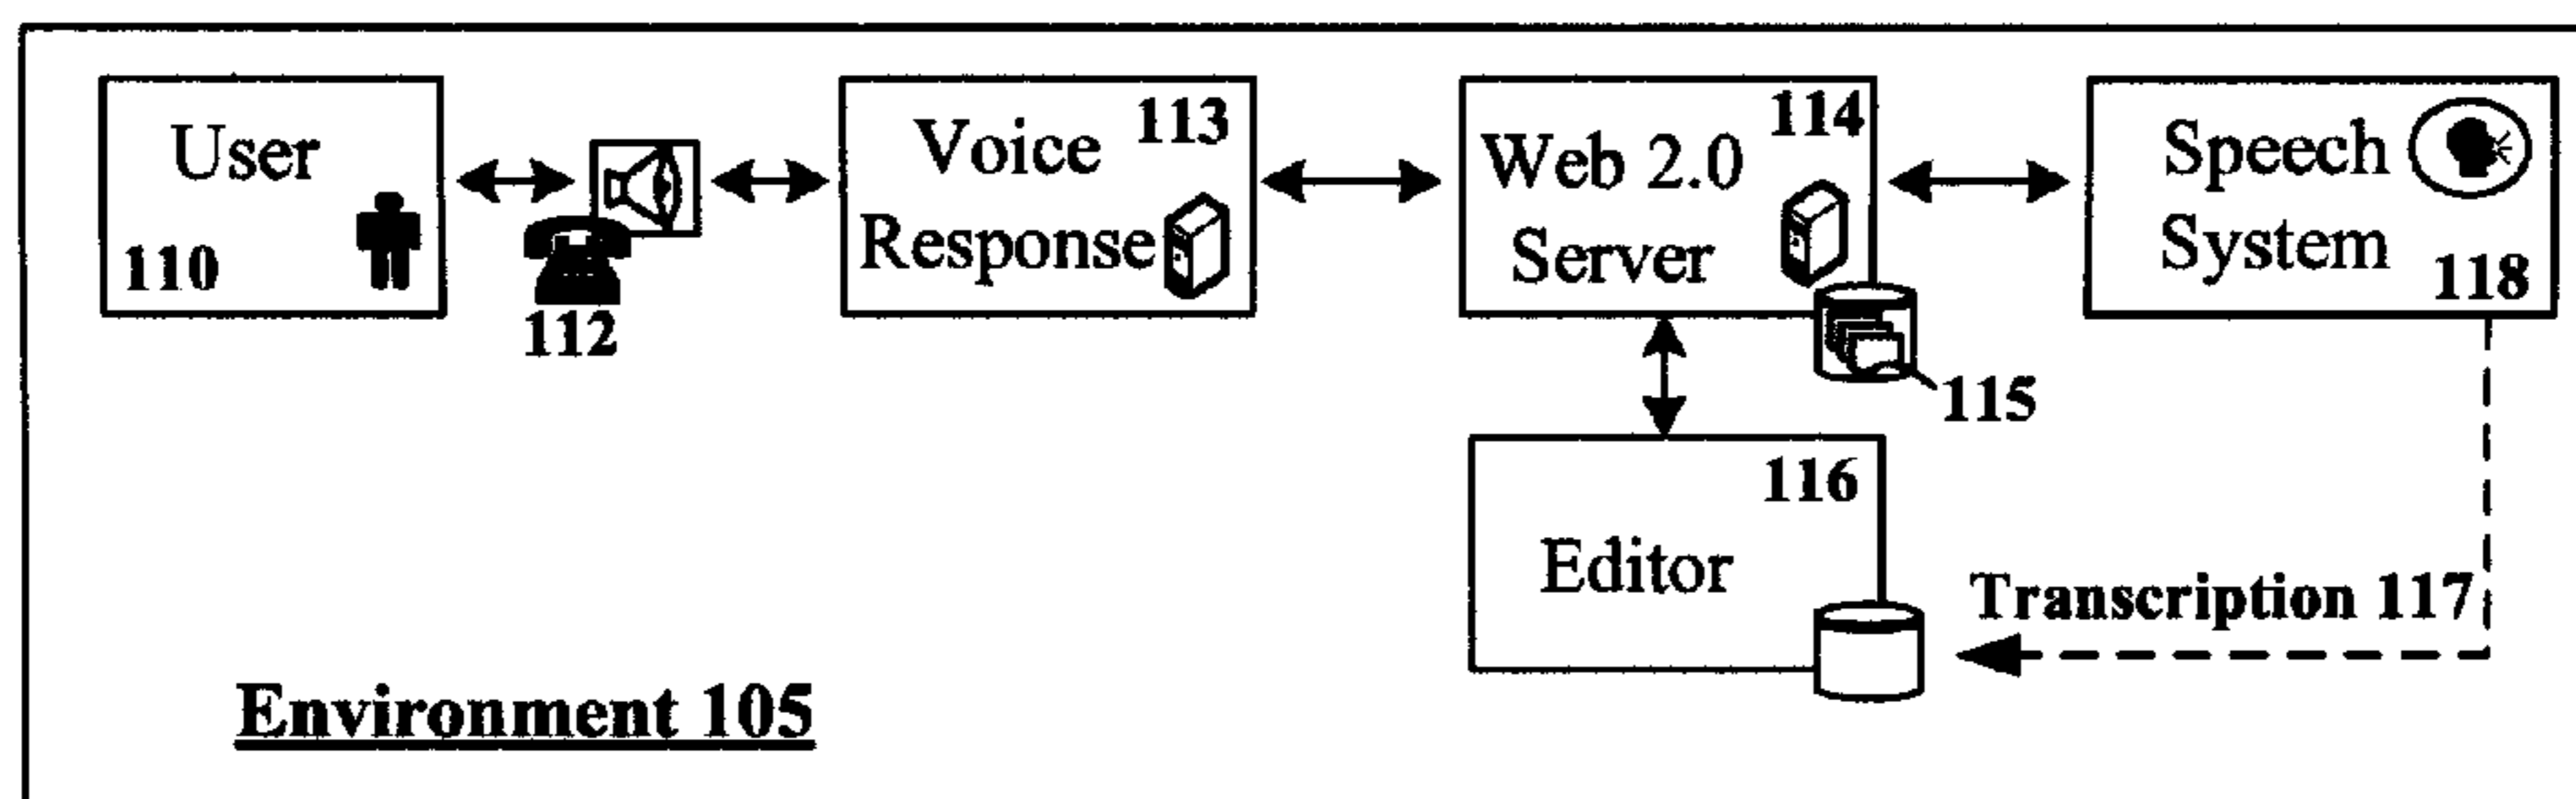 User
110
112
Voice
Response
113
Web 2.0
Server
114
115
Speech
System
118
Editor
116
Transcription 117
Environment 105